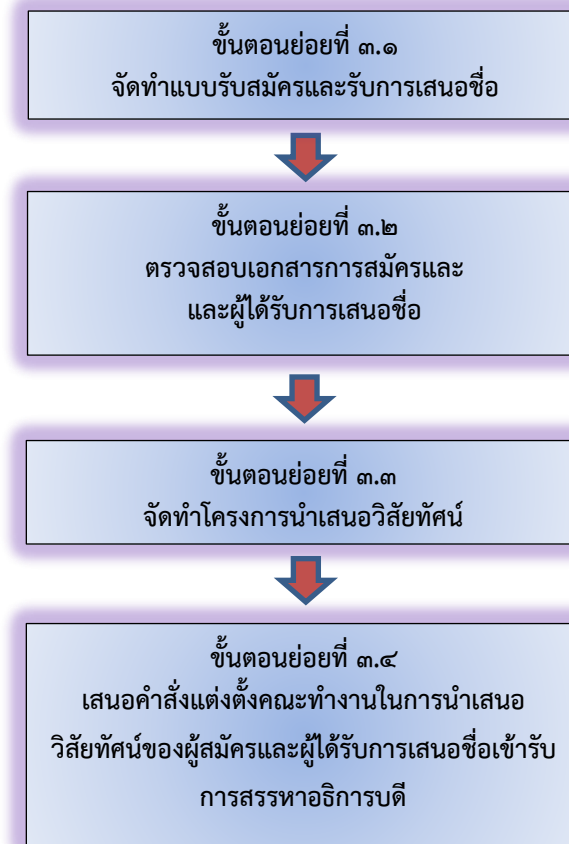 ขั้นตอนย่อยที่ ๓.๑
จัดทำแบบรับสมัครและรับการเสนอชื่อ
ขั้นตอนย่อยที่ ๓.๒
ตรวจสอบเอกสารการสมัครและ
และผู้ได้รับการเสนอชื่อ
ขั้นตอนย่อยที่ ๓.๓
จัดทำโครงการนำเสนอวิสัยทัศน์
ขั้นตอนย่อยที่ ๓.๔
เสนอคำสั่งแต่งตั้งคณะทำงานในการนำเสนอ
วิสัยทัศน์ของผู้สมัครและผู้ได้รับการเสนอชื่อเข้ารับ
การสรรหาอธิการบดี